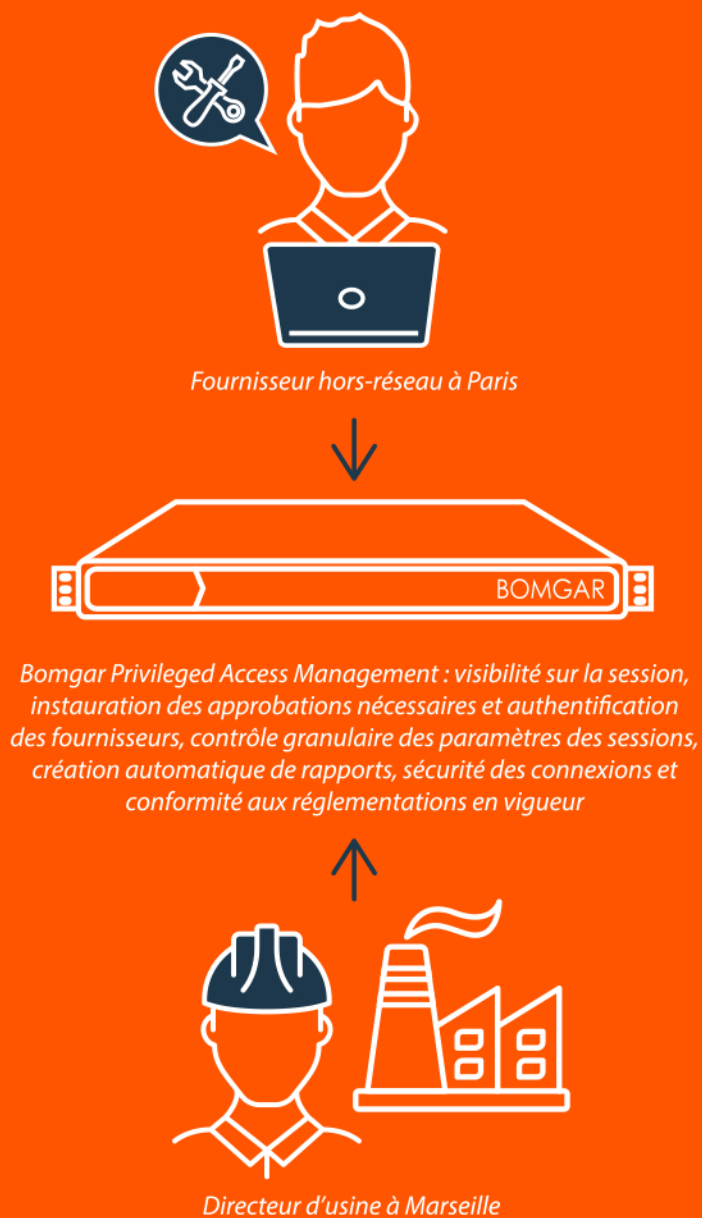 Fournisseur hors-réseau à Paris
BOMGAR
Bomgar Privileged Access Management : visibilité sur la session,
instauration des approbations nécessaires et authentification
des fournisseurs, contrôle granulaire des paramètres des sessions,
création automatique de rapports, sécurité des connexions et
conformité aux réglementations en vigueur
Directeur d'usine à Marseille